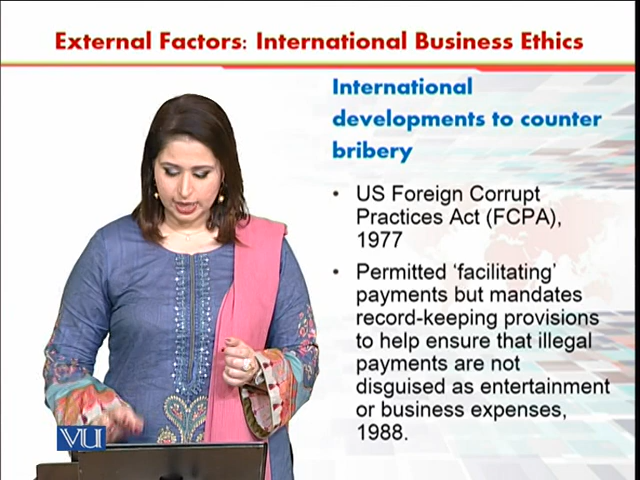 External Factors: International Business Ethics
International
developments to counter
bribery
• US Foreign Corrupt
Practices Act (FCPA),
1977
• Permitted ‘facilitating’
payments but mandates
record-keeping provisions
to help ensure that illegal
payments are not
disguised as entertainment
or business expenses,
1988.
VU